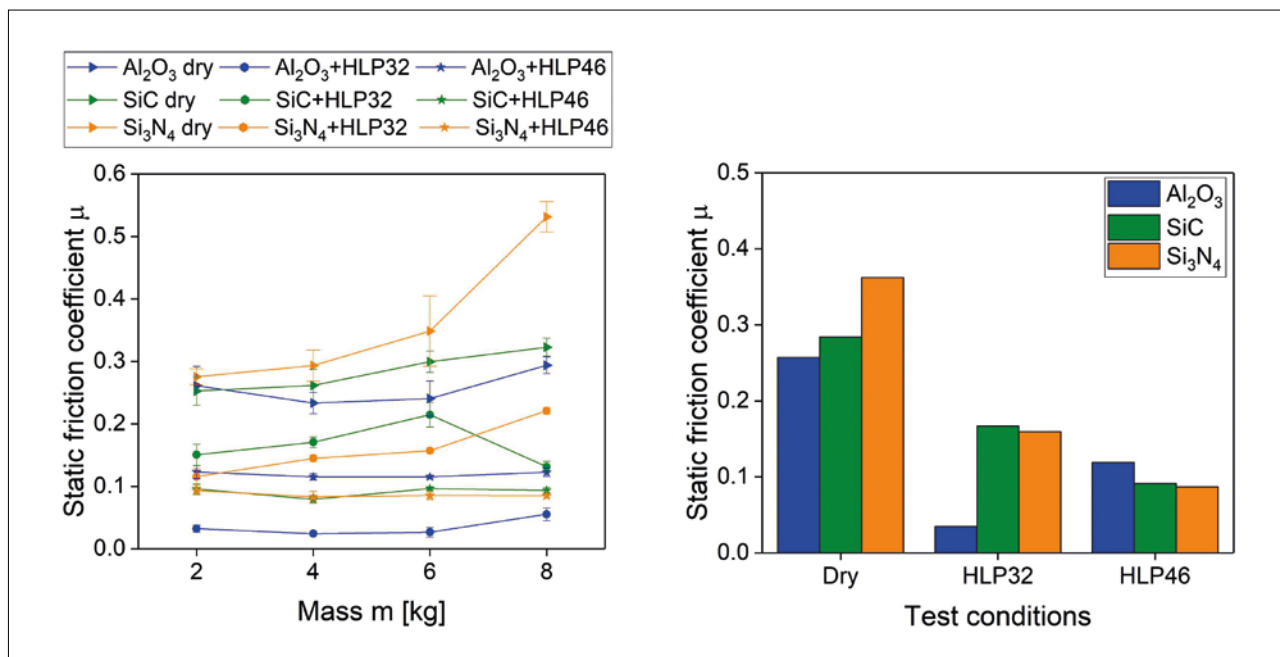 Al₂O₃ dry Al₂O₃+HLP32 Al₂O₃+HLP46
SiC dry SiC+HLP32 SiC+HLP46
Si₃N₄ dry Si₃N₄+HLP32 Si₃N₄+HLP46
Static friction coefficient μ
0.6
0.5
0.4
0.3
0.2
0.1
0.0
2 4 6 8
Mass m [kg]
Static friction coefficient μ
0.5
0.4
0.3
0.2
0.1
0.0
Al₂O₃
SiC
Si₃N₄
Dry HLP32 HLP46
Test conditions